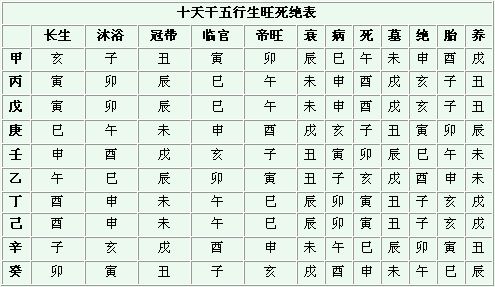 十天干五行生旺死绝表
长生 沐浴 冠带 临官 帝旺 衰 病 死 墓 绝 胎 养
甲 亥 子 丑 寅 卯 辰 巳 午 未 申 酉 戌
丙 寅 卯 辰 巳 午 未 申 酉 戌 亥 子 丑
戊 寅 卯 辰 巳 午 未 申 酉 戌 亥 子 丑
庚 巳 午 未 申 酉 戌 亥 子 丑 寅 卯 辰
壬 申 酉 戌 亥 子 丑 寅 卯 辰 巳 午 未
乙 午 巳 辰 卯 寅 丑 子 亥 戌 酉 申 未
丁 酉 申 未 午 巳 辰 卯 寅 丑 子 亥 戌
己 酉 申 未 午 巳 辰 卯 寅 丑 子 亥 戌
辛 子 亥 戌 酉 申 未 午 巳 辰 卯 寅 丑
癸 卯 寅 丑 子 亥 戌 酉 申 未 午 巳 辰